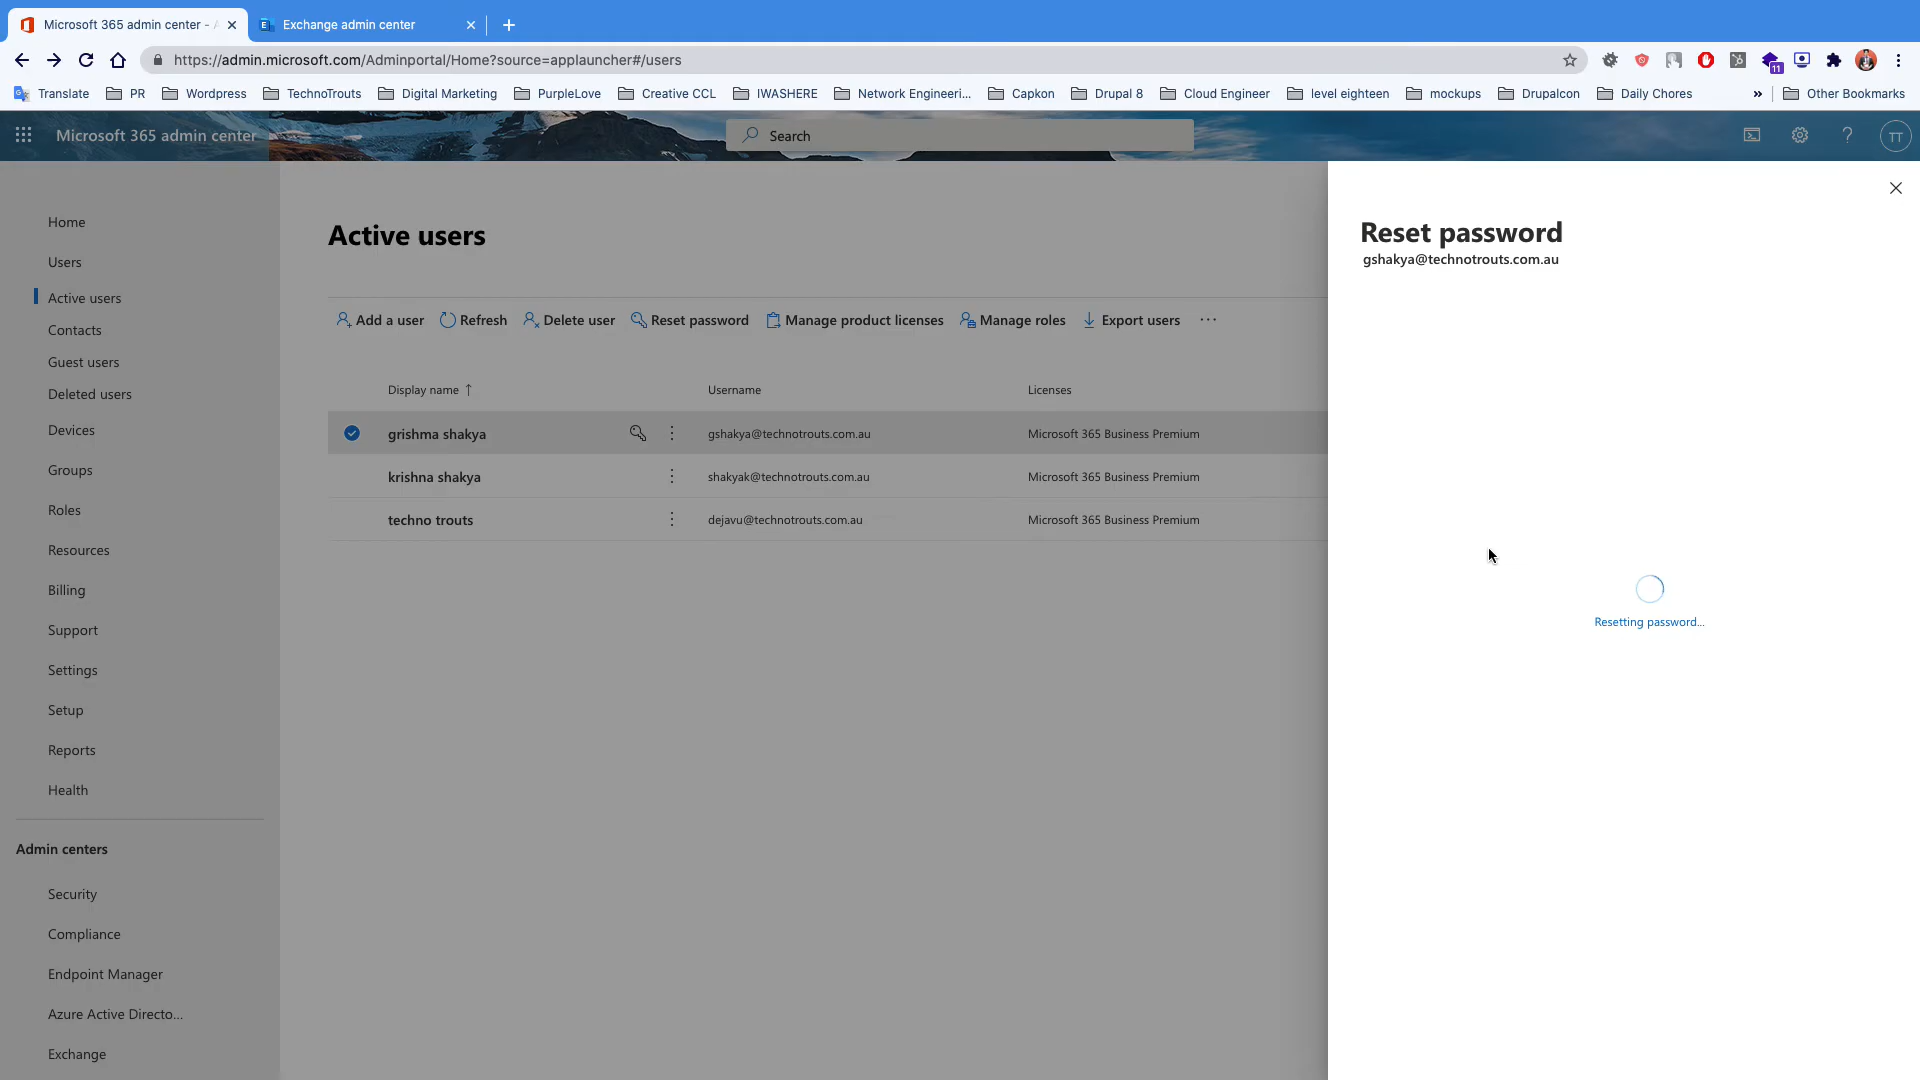 Microsoft 365 admin center - A
Exchange admin center
https://admin.microsoft.com/Adminportal/Home?source=applauncher#/users
11
Translate
PR
Wordpress
TechnoTrouts
Digital Marketing
PurpleLove
Creative CCL
IWASHERE
Network Engineeri...
Capkon
Drupal 8
Cloud Engineer
level eighteen
mockups
Drupalcon
Daily Chores
»
Other Bookmarks
Microsoft 365 admin center
Search
TT
Home
Users
Active users
Contacts
Guest users
Deleted users
Devices
Groups
Roles
Resources
Billing
Support
Settings
Setup
Reports
Health
Admin centers
Security
Compliance
Endpoint Manager
Azure Active Directo...
Exchange
Active users
Add a user
Refresh
Delete user
Reset password
Manage product licenses
Manage roles
Export users
Display name ↑
Username
Licenses
grishma shakya
gshakya@technotrouts.com.au
Microsoft 365 Business Premium
krishna shakya
shakyak@technotrouts.com.au
Microsoft 365 Business Premium
techno trouts
dejavu@technotrouts.com.au
Microsoft 365 Business Premium
Reset password
gshakya@technotrouts.com.au
Resetting password...